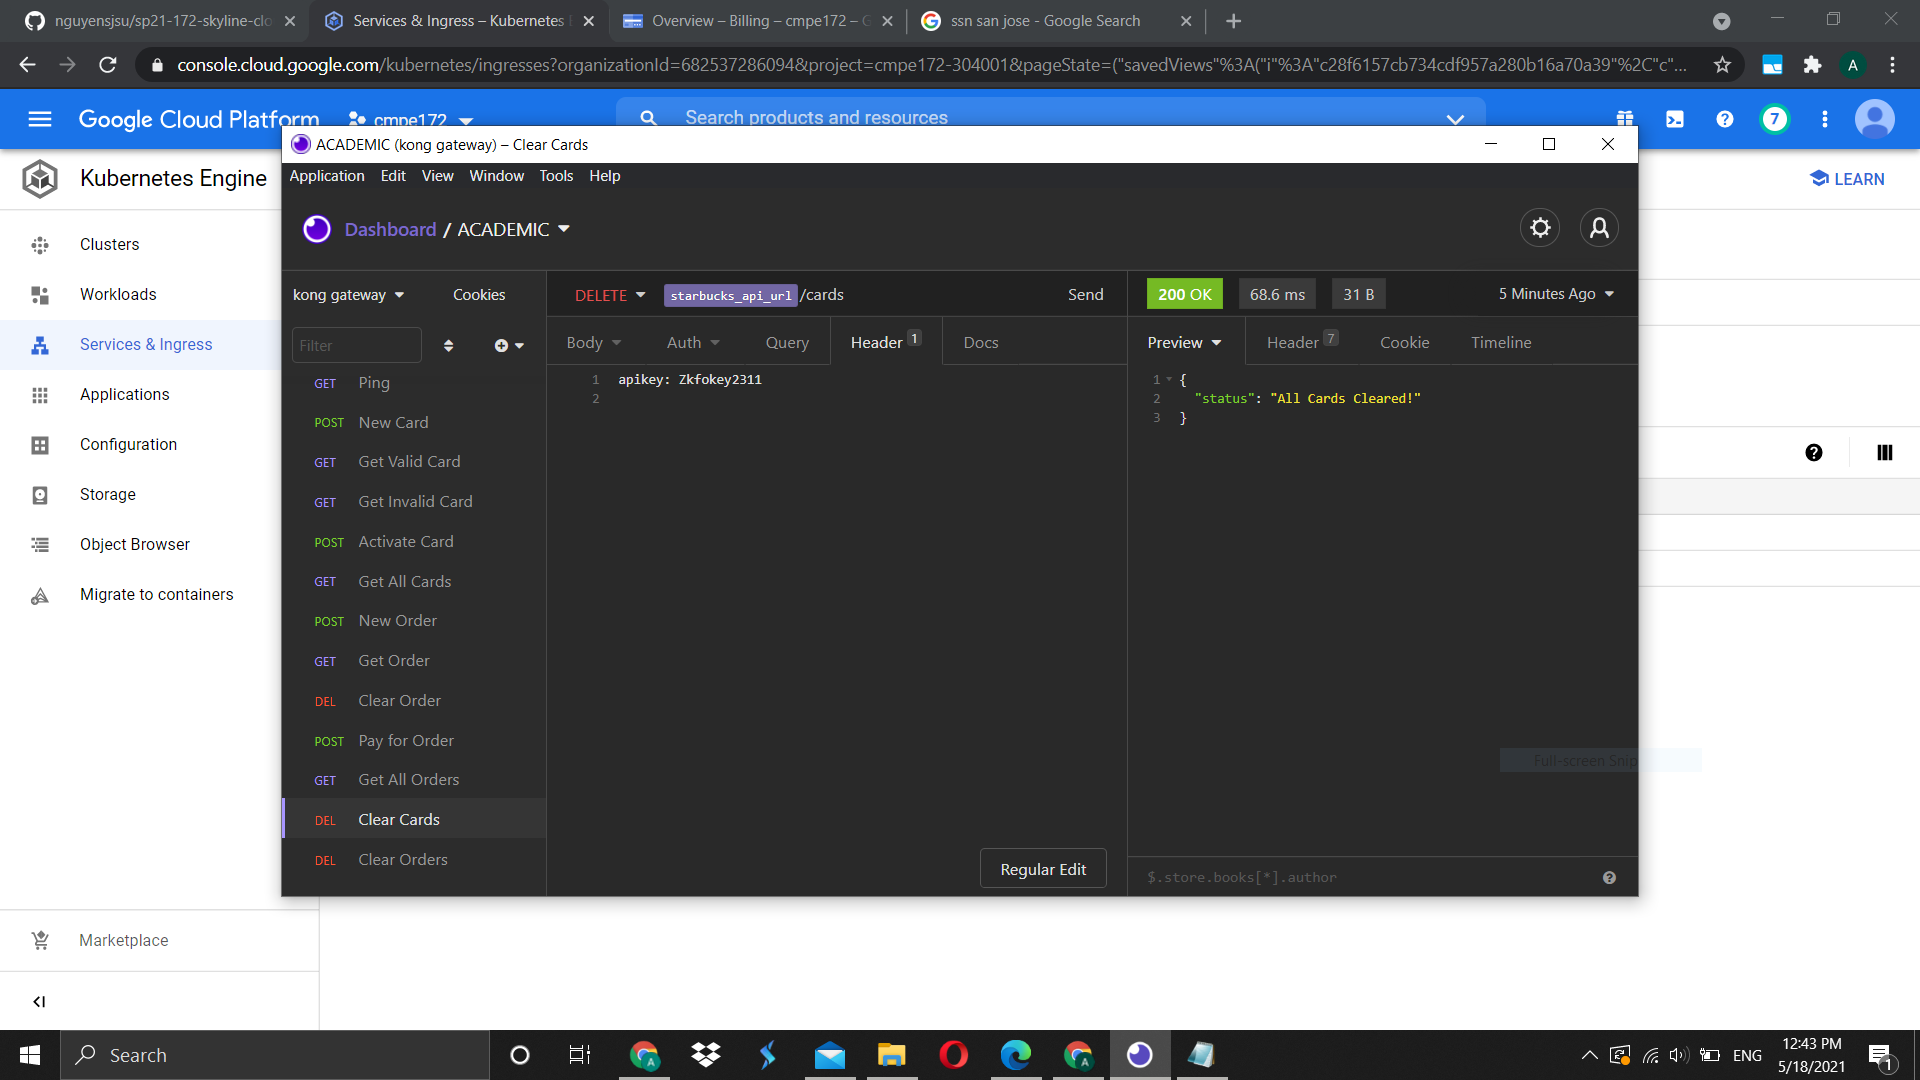 nguyensjsu/sp21-172-skyline-clo
Services & Ingress – Kubernetes
Overview – Billing – cmpe172 – G
ssn san jose - Google Search
console.cloud.google.com/kubernetes/ingresses?organizationId=682537286094&project=cmpe172-304001&pageState=("savedViews"%3A("i"%3A"c28f6157cb734cdf957a280b16a70a39"%2C"c"...
A
Google Cloud Platform
cmpe172
Search products and resources
7
Kubernetes Engine
LEARN
Clusters
Workloads
Services & Ingress
Applications
Configuration
Storage
Object Browser
Migrate to containers
Marketplace
ACADEMIC (kong gateway) – Clear Cards
Application Edit View Window Tools Help
Dashboard / ACADEMIC
kong gateway
Cookies
Filter
GET Ping
POST New Card
GET Get Valid Card
GET Get Invalid Card
POST Activate Card
GET Get All Cards
POST New Order
GET Get Order
DEL Clear Order
POST Pay for Order
GET Get All Orders
DEL Clear Cards
DEL Clear Orders
DELETE
starbucks_api_url /cards
Send
Body
Auth
Query
Header 1
Docs
1 apikey: Zkfokey2311
2
Regular Edit
200 OK
68.6 ms
31 B
5 Minutes Ago
Preview
Header 7
Cookie
Timeline
1 {
2 "status": "All Cards Cleared!"
3 }
$.store.books[*].author
Full-screen Snip
Search
A
A
ENG
12:43 PM
5/18/2021
1